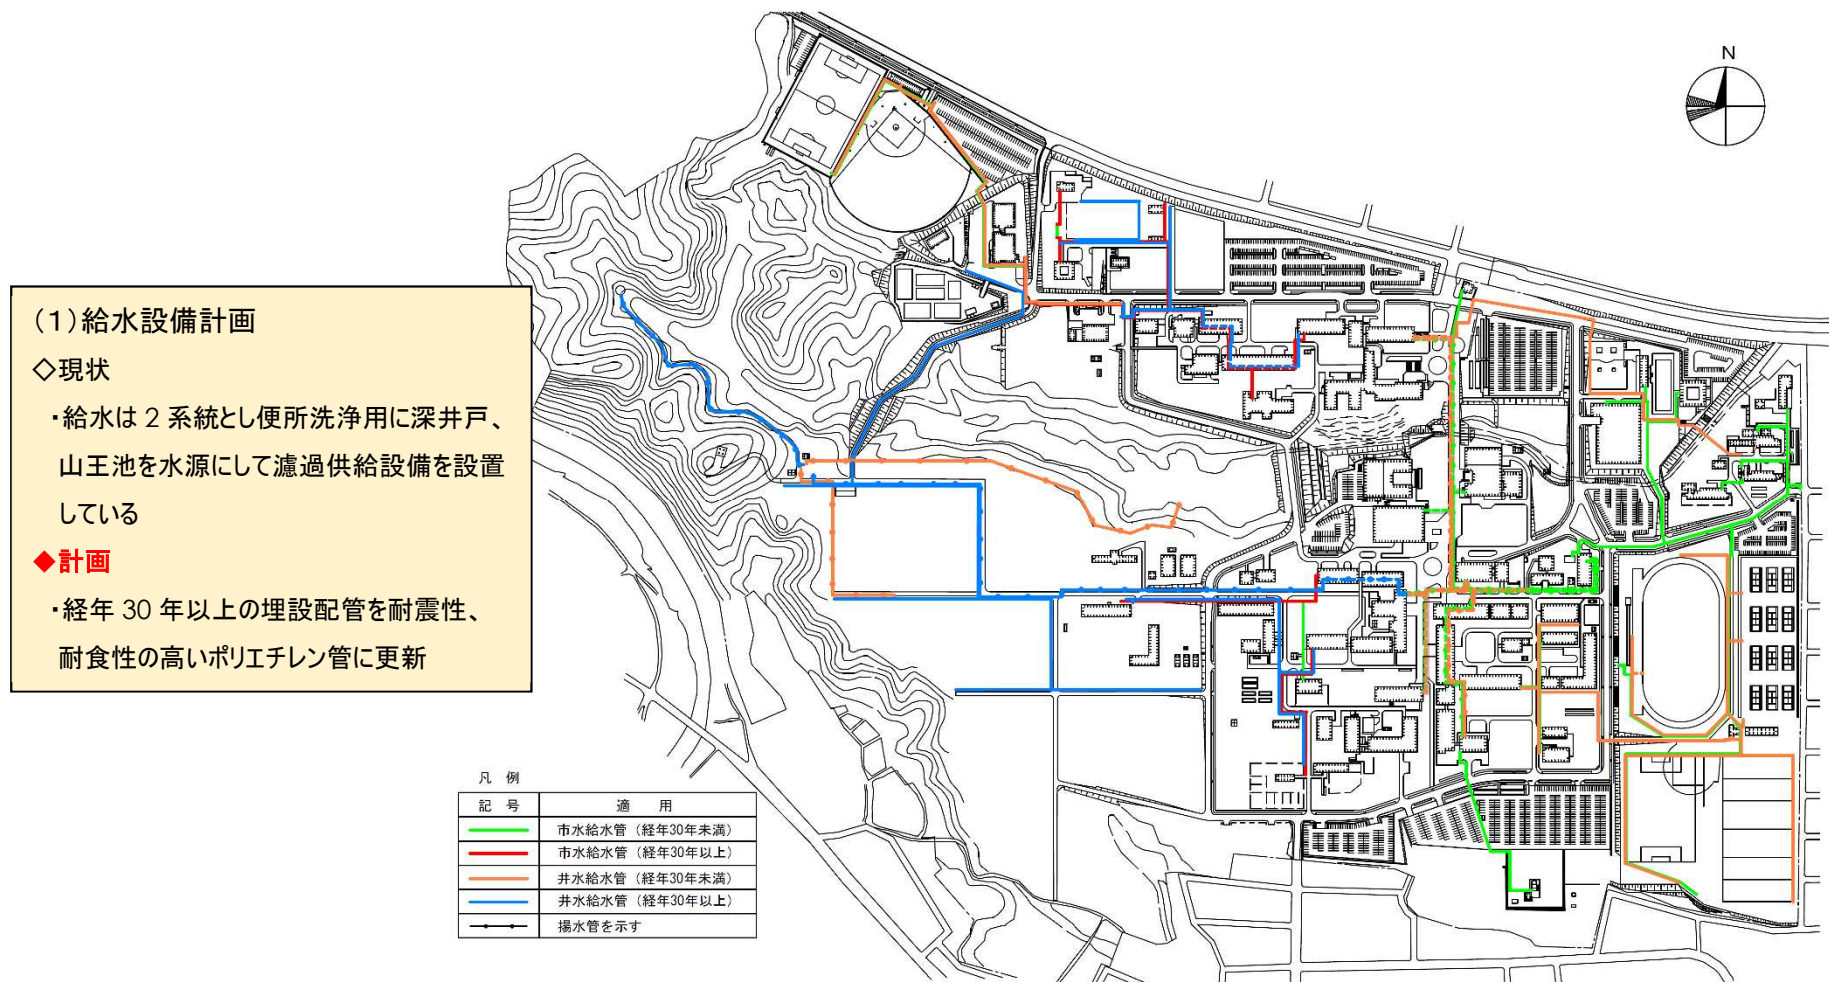 N
（1）給水設備計画
◇現状
・給水は 2 系統とし便所洗浄用に深井戸、
山王池を水源にして濾過供給設備を設置
している
◆計画
・経年 30 年以上の埋設配管を耐震性、
耐食性の高いポリエチレン管に更新
凡 例
記 号 適 用
市水給水管（経年30年未満）
市水給水管（経年30年以上）
井水給水管（経年30年未満）
井水給水管（経年30年以上）
揚水管を示す